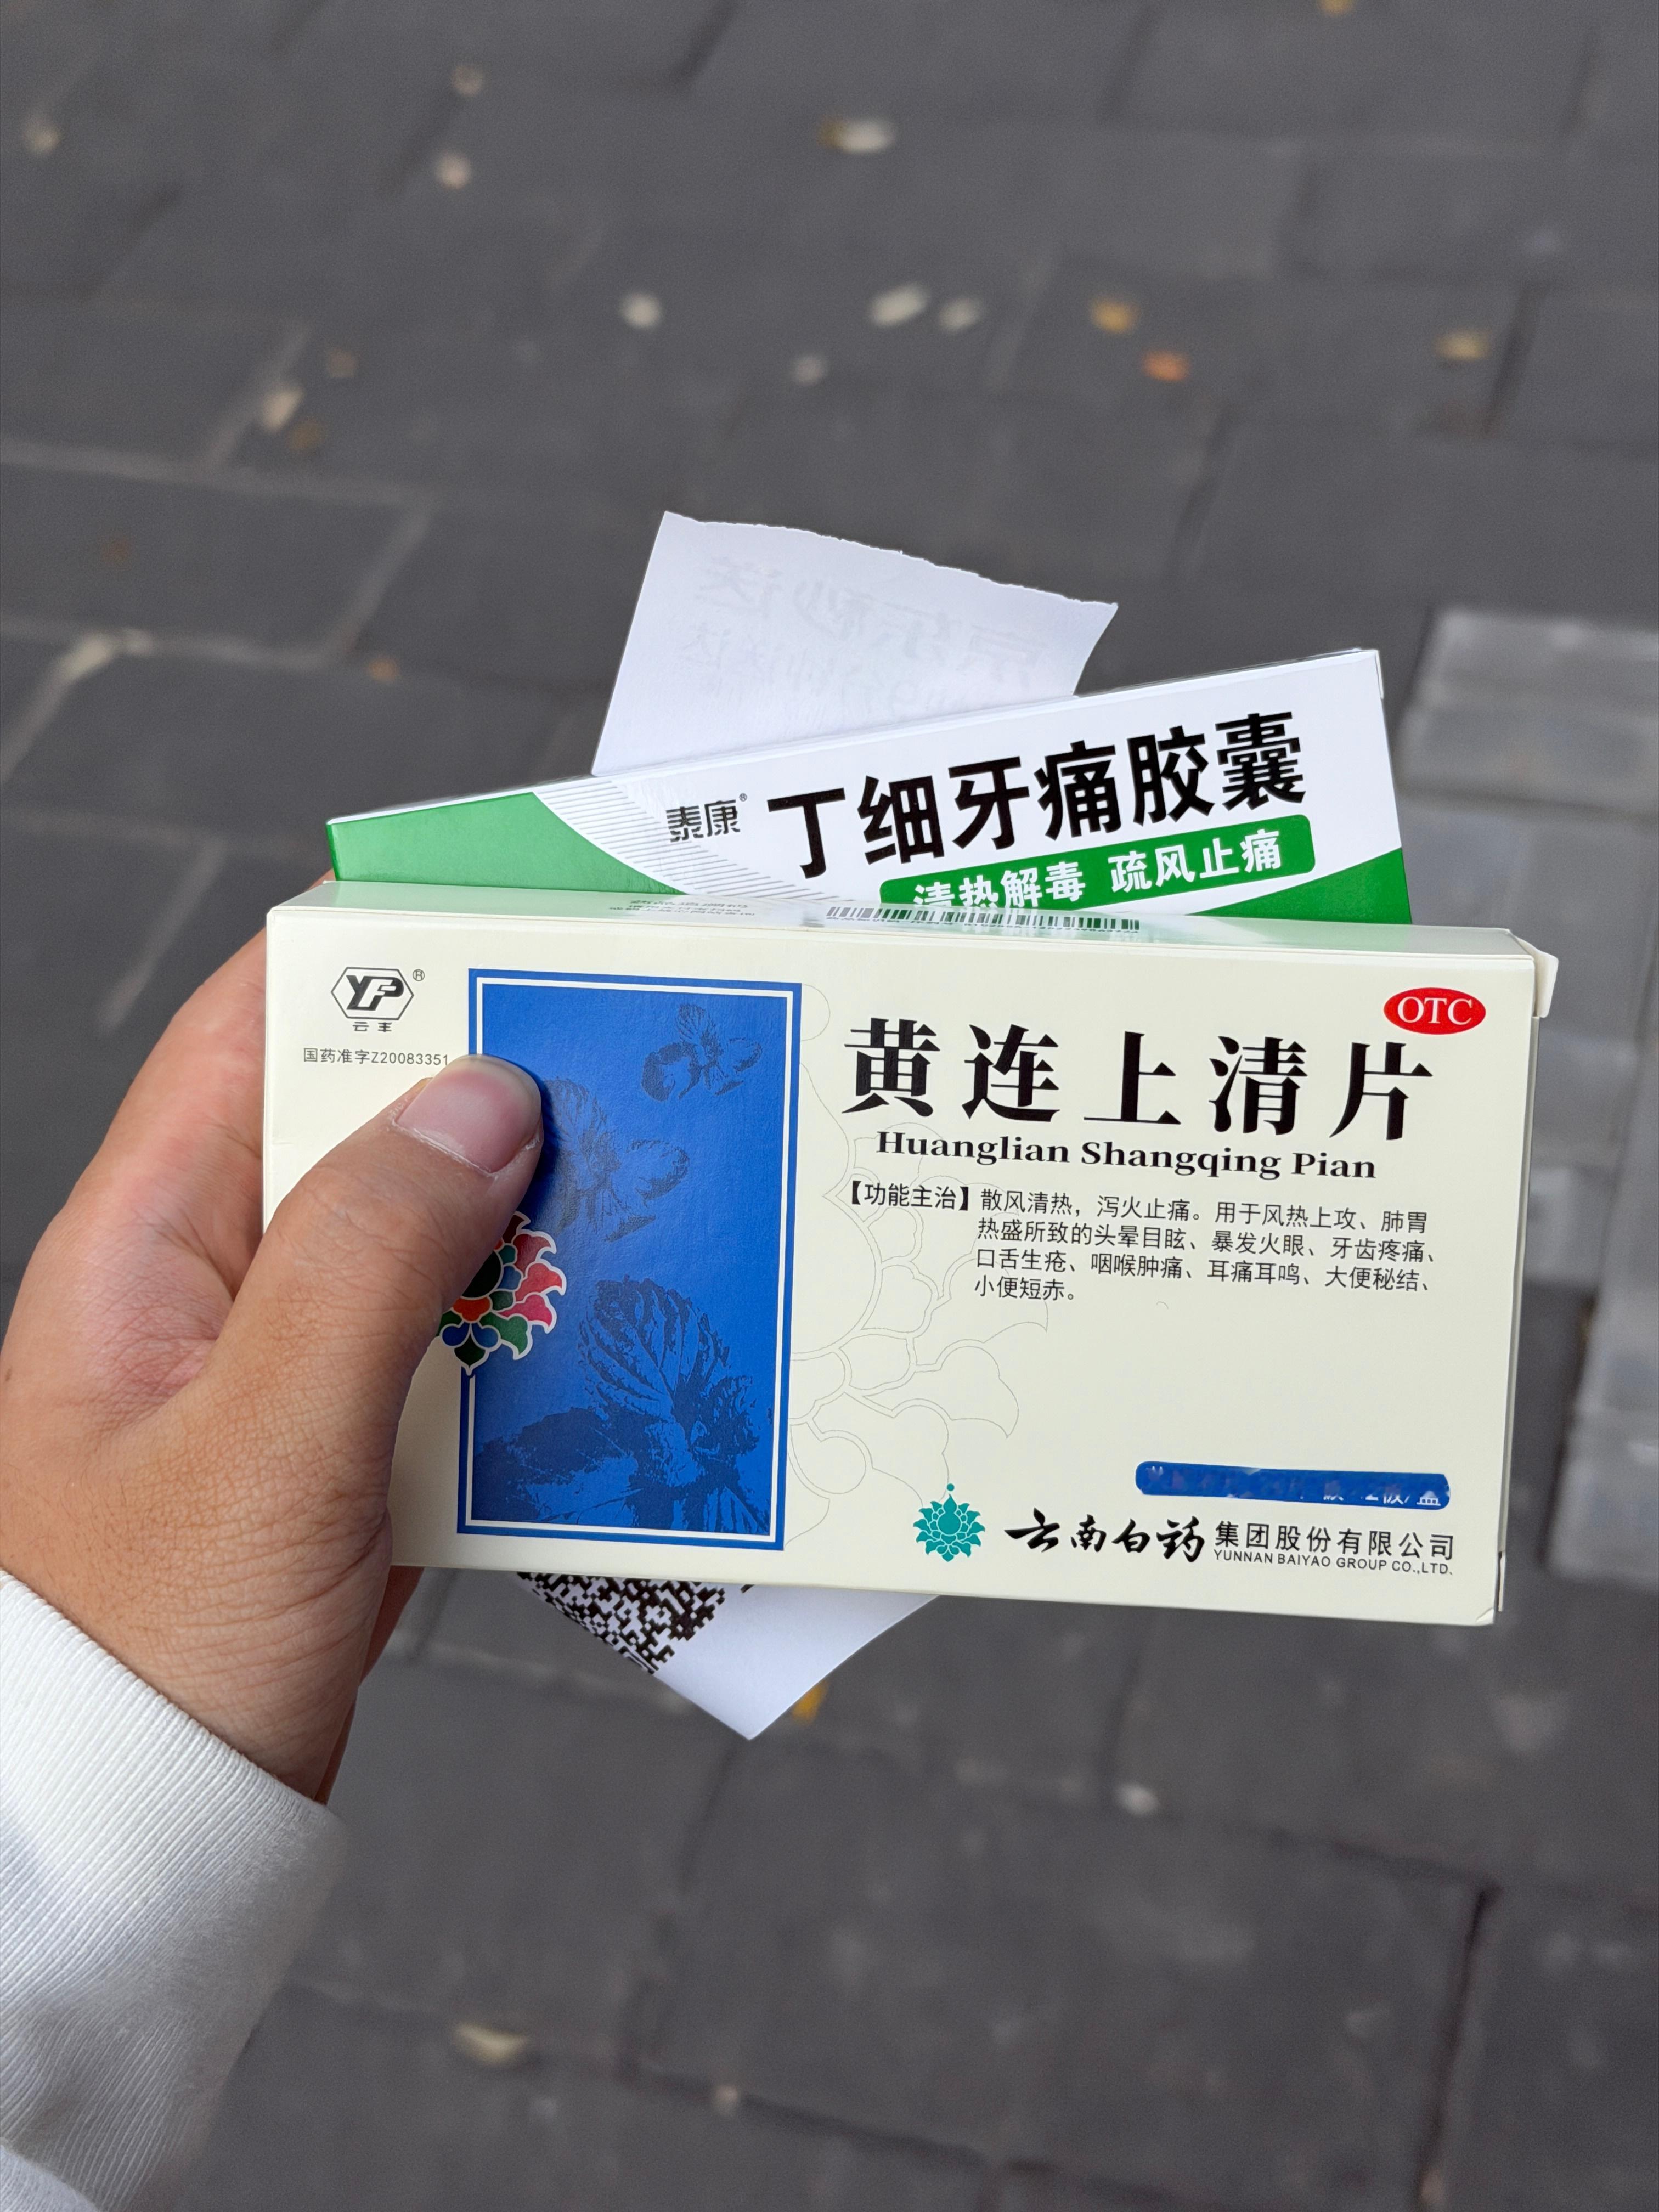 京东秒送
泰康®
丁细牙痛胶囊
清热解毒 疏风止痛
YP®
云丰
国药准字Z20083351
OTC
黄连上清片
Huanglian Shangqing Pian
【功能主治】散风清热，泻火止痛。用于风热上攻、肺胃
热盛所致的头晕目眩、暴发火眼、牙齿疼痛、
口舌生疮、咽喉肿痛、耳痛耳鸣、大便秘结、
小便短赤。
云南白药 集团股份有限公司
YUNNAN BAIYAO GROUP CO.,LTD.